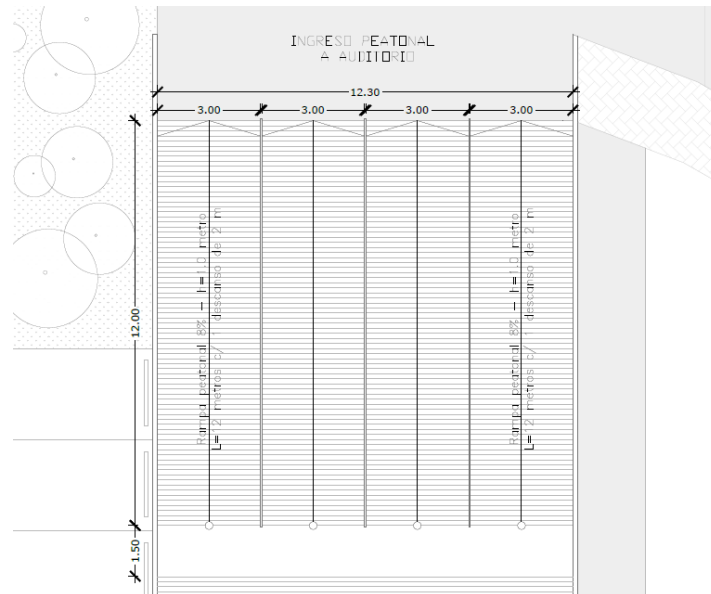 INGRESO PEATONAL
A AUDITORIO
12.30
3.00 3.00 3.00 3.00
Rampa peatonal 8% - h=1.0 metro
L=12 metros c/ 1 descanso de 2 m
Rampa peatonal 8% - h=1.0 metro
L=12 metros c/ 1 descanso de 2 m
12.00
1.50